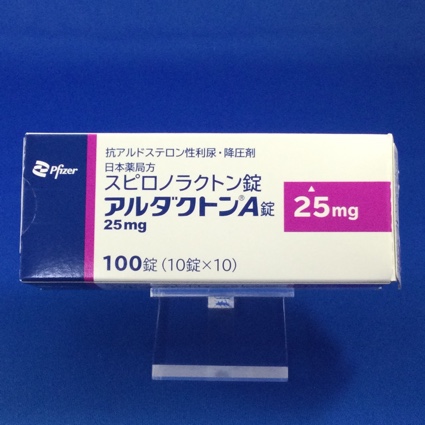 Pfizer
抗アルドステロン性利尿・降圧剤
日本薬局方
スピロノラクトン錠
アルダクトン®A錠
25mg
25mg
100錠(10錠×10)